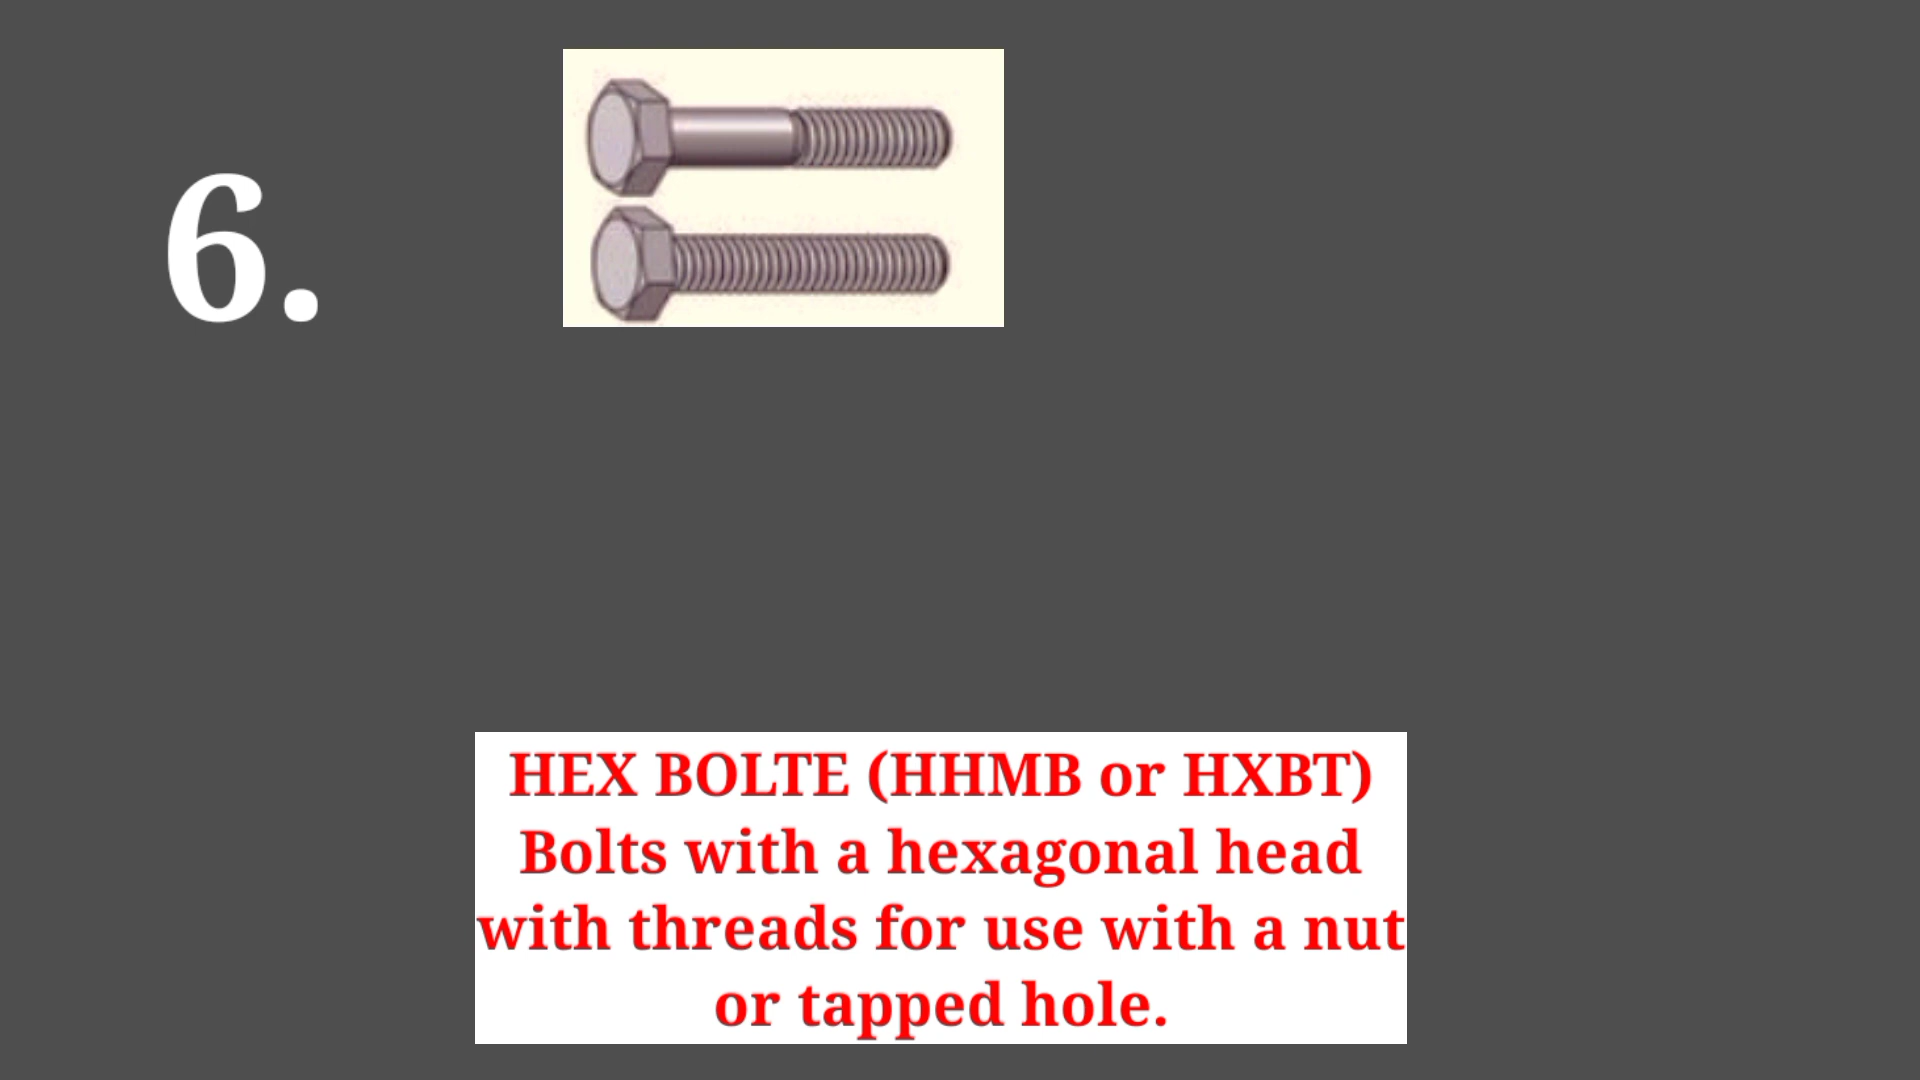 6.
HEX BOLTE (HHMB or HXBT)
Bolts with a hexagonal head
with threads for use with a nut
or tapped hole.